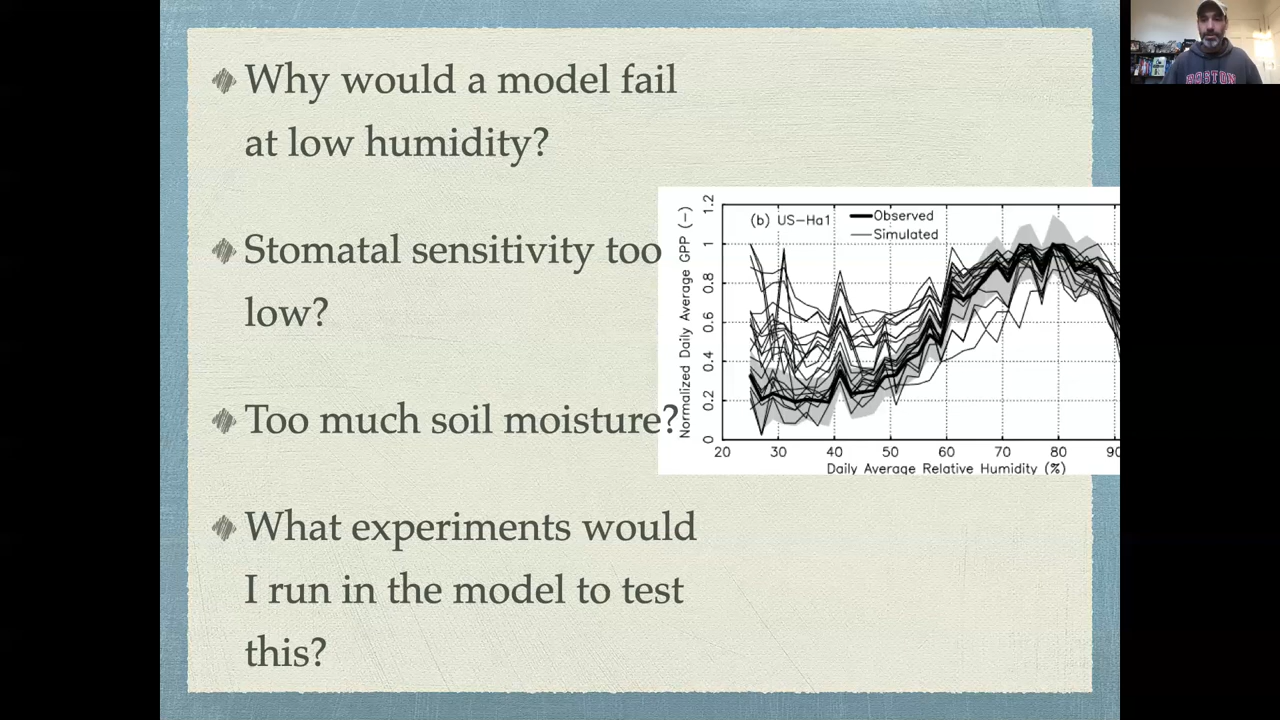 Why would a model fail
at low humidity?
Stomatal sensitivity too
low?
Too much soil moisture?
What experiments would
I run in the model to test
this?
(b) US-Ha1
Observed
Simulated
Normalized Daily Average GPP (-)
1.2
1
0.8
0.6
0.4
0.2
0
20 30 40 50 60 70 80 90
Daily Average Relative Humidity (%)
BOSTON